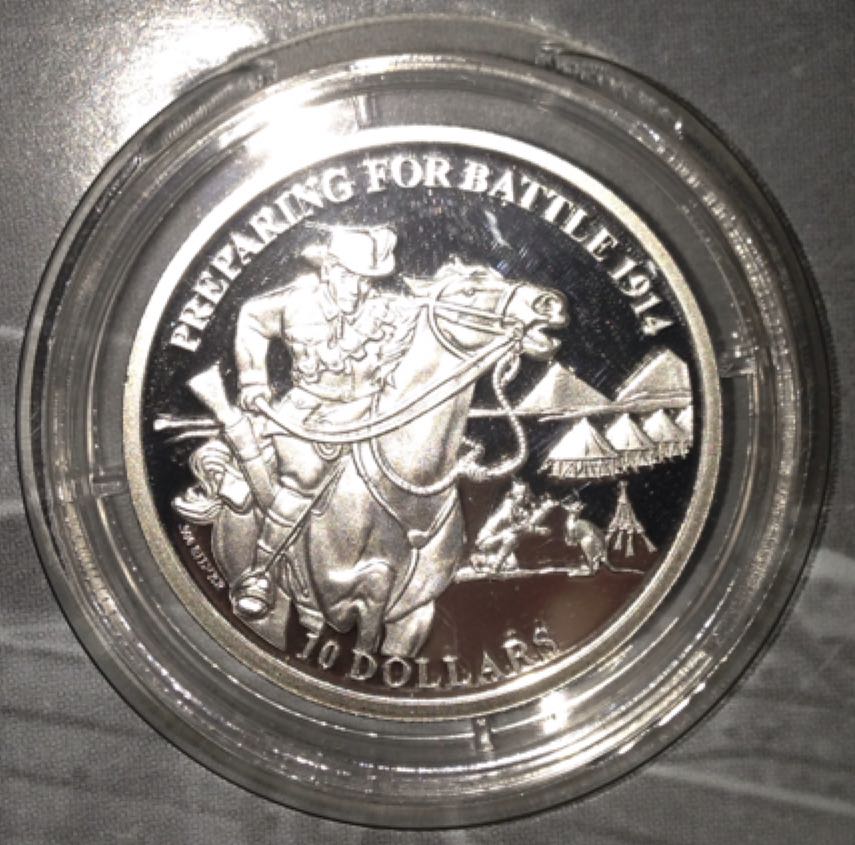 PREPARING FOR BATTLE 1914
10 DOLLARS